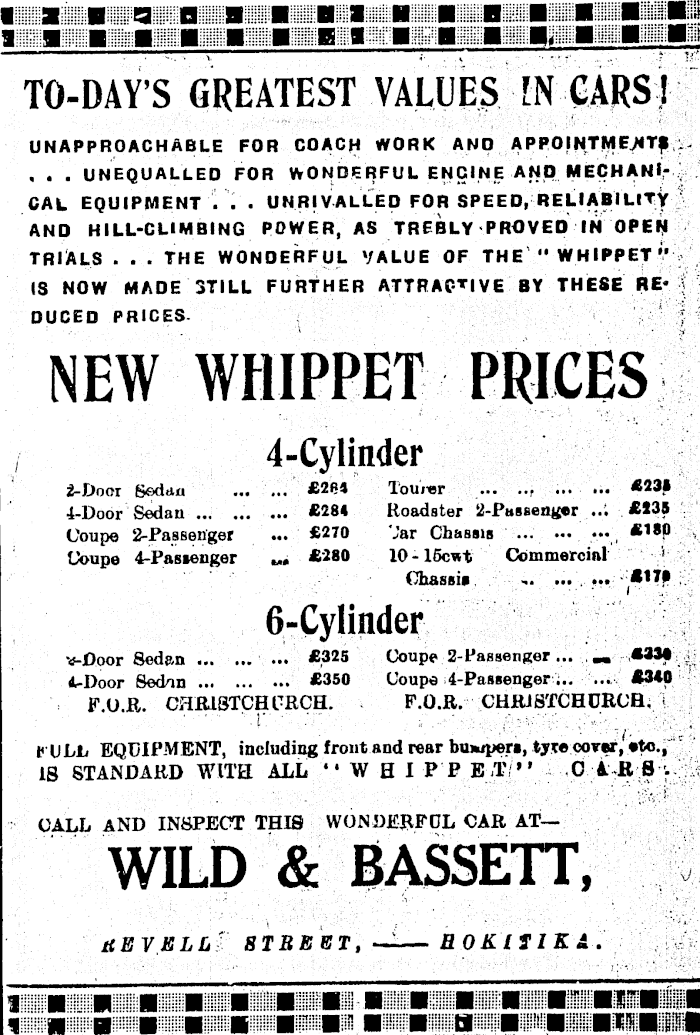 TO-DAY'S GREATEST VALUES IN CARS!
UNAPPROACHABLE FOR COACH WORK AND APPOINTMENTS
. . . UNEQUALLED FOR WONDERFUL ENGINE AND MECHANI-
CAL EQUIPMENT . . . UNRIVALLED FOR SPEED, RELIABILITY
AND HILL-CLIMBING POWER, AS TREBLY PROVED IN OPEN
TRIALS . . . THE WONDERFUL VALUE OF THE "WHIPPET"
IS NOW MADE STILL FURTHER ATTRACTIVE BY THESE RE-
DUCED PRICES.
NEW WHIPPET PRICES
4-Cylinder
2-Door Sedan ... ... £264
4-Door Sedan ... ... ... £284
Coupe 2-Passenger ... £270
Coupe 4-Passenger ... £280
Tourer ... ... ... ... £235
Roadster 2-Passenger ... £235
Car Chassis ... ... ... £180
10-15cwt Commercial
Chassis .. ... ... £170
6-Cylinder
2-Door Sedan ... ... ... £325
4-Door Sedan ... ... ... £350
F.O.R. CHRISTCHURCH.
Coupe 2-Passenger ... ... £330
Coupe 4-Passenger ... ... £340
F.O.R. CHRISTCHURCH.
FULL EQUIPMENT, including front and rear bumpers, tyre cover, etc.,
IS STANDARD WITH ALL "WHIPPET" CARS.
CALL AND INSPECT THIS WONDERFUL CAR AT—
WILD & BASSETT,
REVELL STREET, —— HOKITIKA.